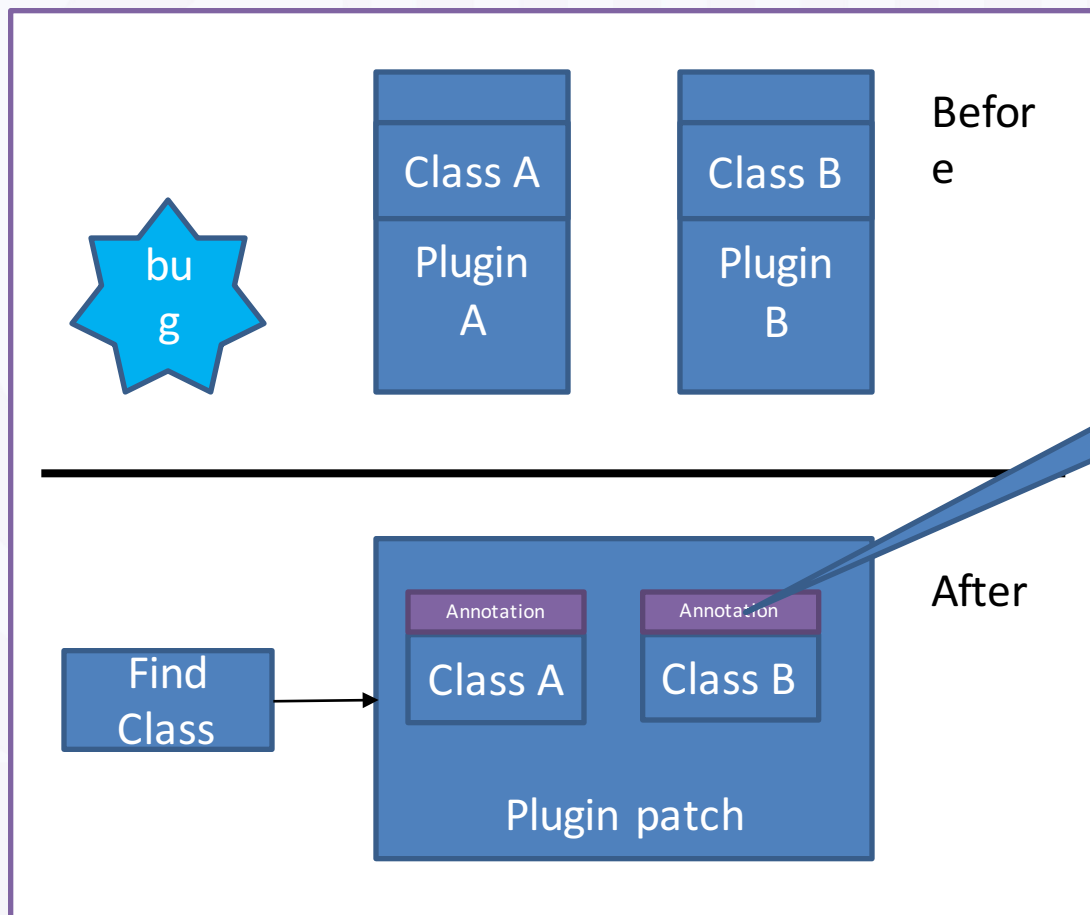 Befor
e
Class A
Class B
bu
g
Plugin
A
Plugin
B
After
Annotation
Annotation
Class A
Class B
Find
Class
Plugin patch